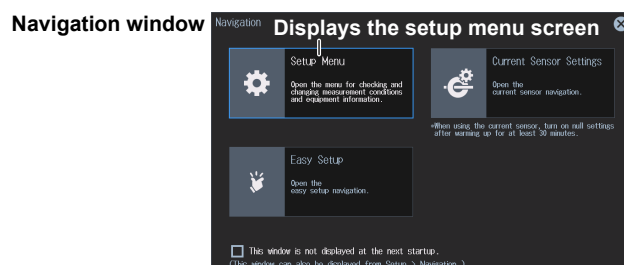 Navigation window
Navigation
Displays the setup menu screen
Setup Menu
Open the menu for checking and
changing measurement conditions
and equipment information.
Current Sensor Settings
Open the
current sensor navigation.
*When using the current sensor, turn on null settings
after warming up for at least 30 minutes.
Easy Setup
Open the
easy setup navigation.
This window is not displayed at the next startup.
(This window can also be displayed from Setup > Navigation.)